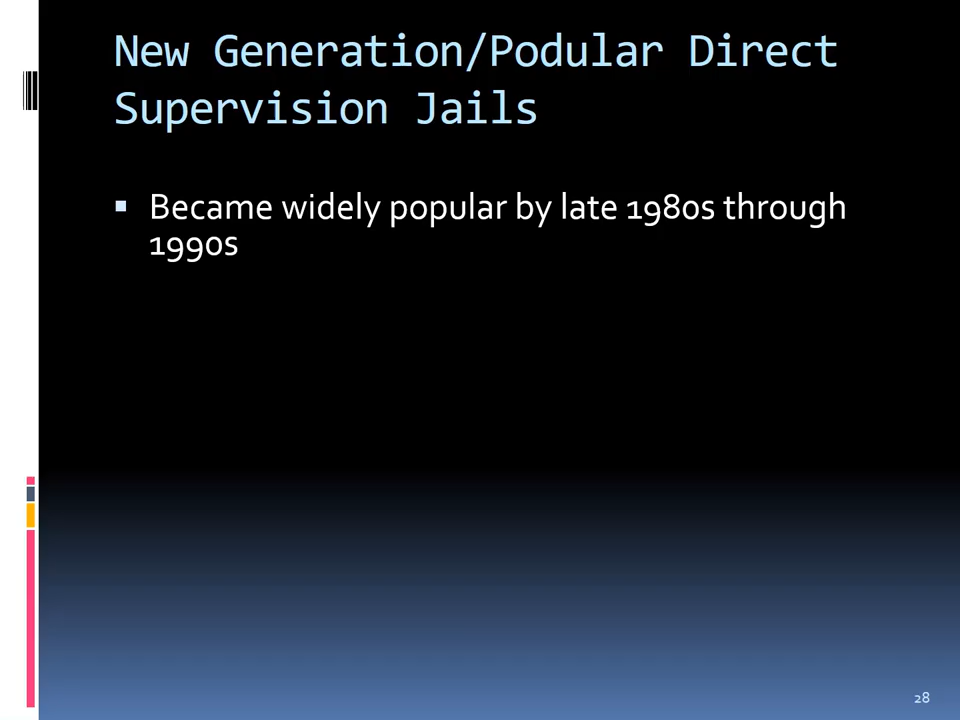 New Generation/Podular Direct
Supervision Jails
▪ Became widely popular by late 1980s through
1990s
28